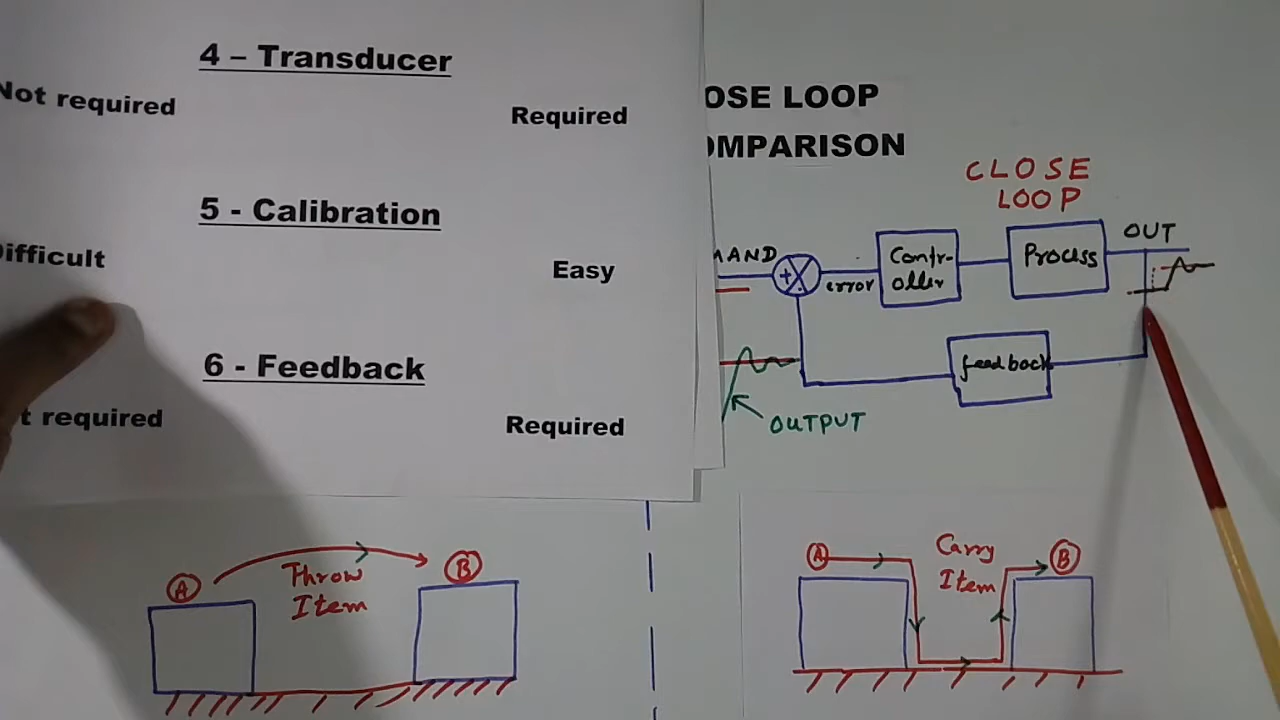 4 – Transducer
Not required
Required
5 - Calibration
Difficult
Easy
6 - Feedback
t required
Required
OSE LOOP
OMPARISON
CLOSE
LOOP
MAND
+
-
error
Contr-
oller
Process
OUT
feedback
OUTPUT
A
Throw
Item
B
A
Carry
Item
B